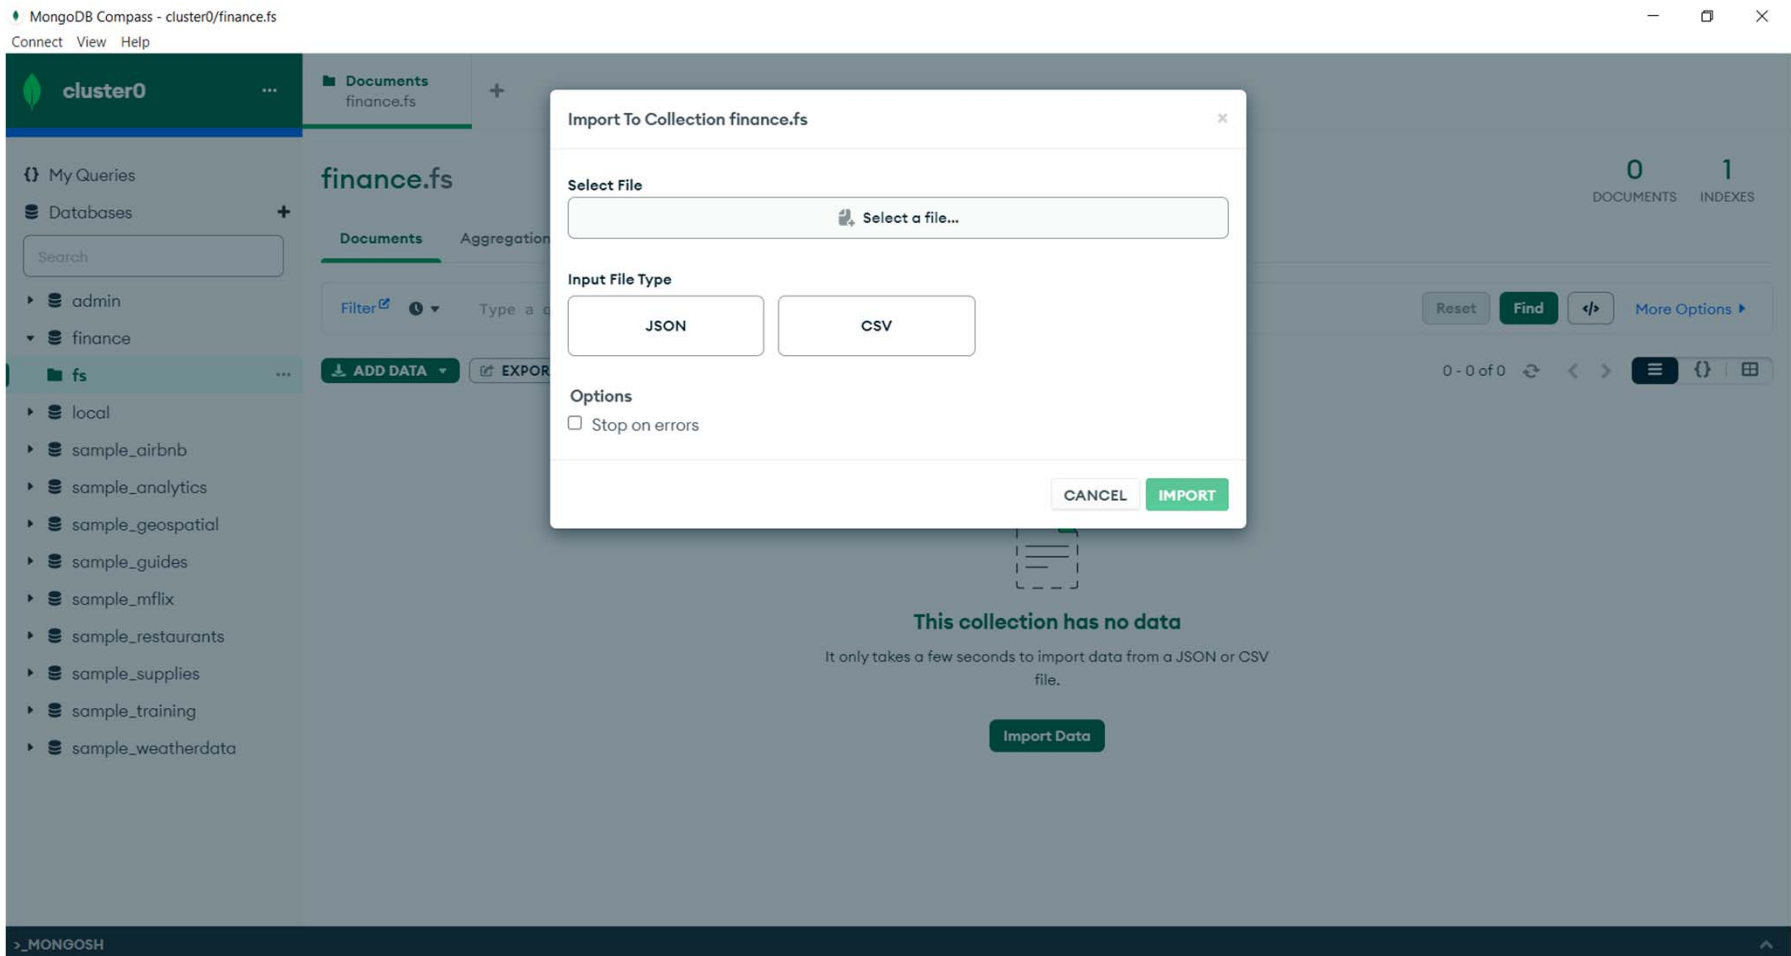 MongoDB Compass - cluster0/finance.fs
Connect View Help
cluster0
Documents
finance.fs
{} My Queries
Databases
Search
admin
finance
fs
local
sample_airbnb
sample_analytics
sample_geospatial
sample_guides
sample_mflix
sample_restaurants
sample_supplies
sample_training
sample_weatherdata
finance.fs
0 DOCUMENTS
1 INDEXES
Documents Aggregation
Filter Type a
Reset Find </> More Options
ADD DATA EXPOR
0 - 0 of 0 {}
Import To Collection finance.fs
Select File
Select a file...
Input File Type
JSON CSV
Options
Stop on errors
CANCEL IMPORT
This collection has no data
It only takes a few seconds to import data from a JSON or CSV
file.
Import Data
>_MONGOSH